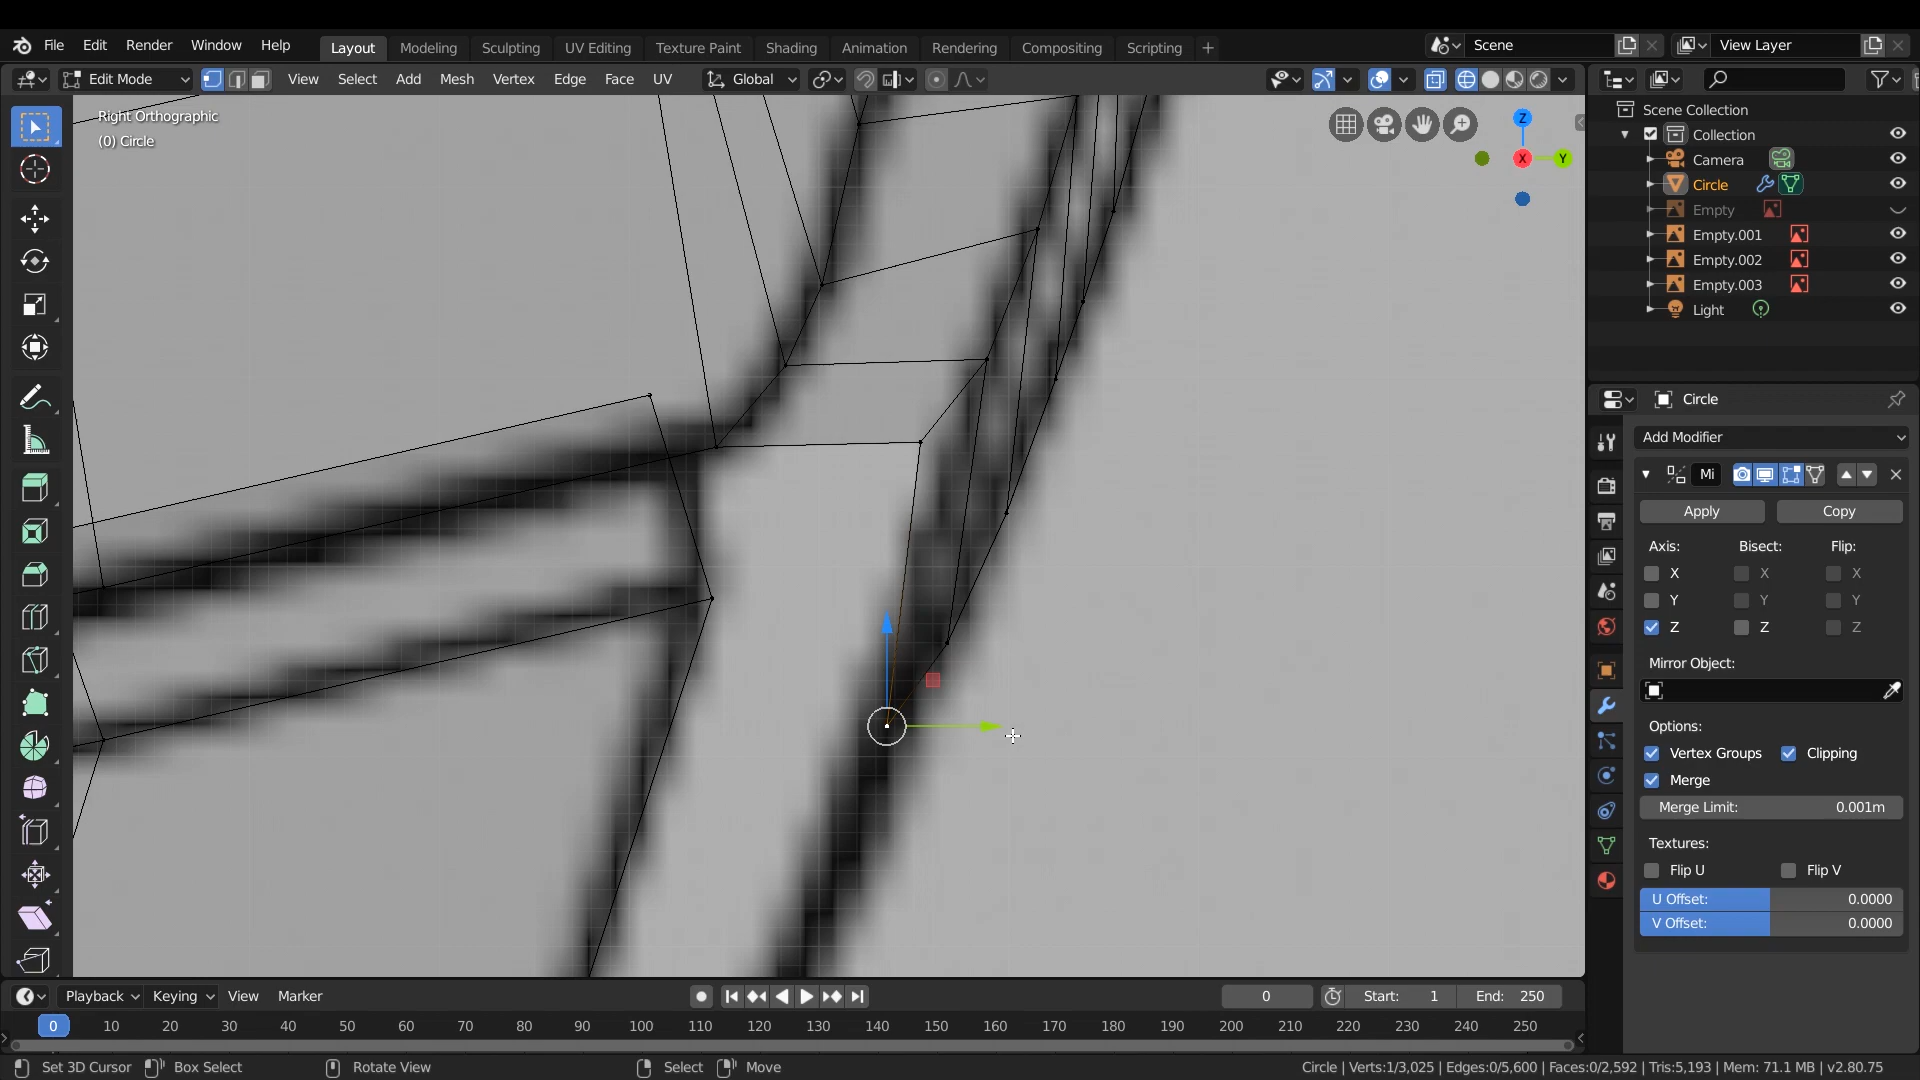 File Edit Render Window Help Layout Modeling Sculpting UV Editing Texture Paint Shading Animation Rendering Compositing Scripting + Scene View Layer
Edit Mode View Select Add Mesh Vertex Edge Face UV Global
Right Orthographic
(0) Circle
Z
X
Y
Scene Collection
Collection
Camera
Circle
Empty
Empty.001
Empty.002
Empty.003
Light
Circle
Add Modifier
Mi
Apply Copy
Axis: Bisect: Flip:
X X X
Y Y Y
Z Z Z
Mirror Object:
Options:
Vertex Groups Clipping
Merge
Merge Limit: 0.001m
Textures:
Flip U Flip V
U Offset: 0.0000
V Offset: 0.0000
Playback Keying View Marker 0 Start: 1 End: 250
0 10 20 30 40 50 60 70 80 90 100 110 120 130 140 150 160 170 180 190 200 210 220 230 240 250
Set 3D Cursor Box Select Rotate View Select Move Circle | Verts:1/3,025 | Edges:0/5,600 | Faces:0/2,592 | Tris:5,193 | Mem: 71.1 MB | v2.80.75